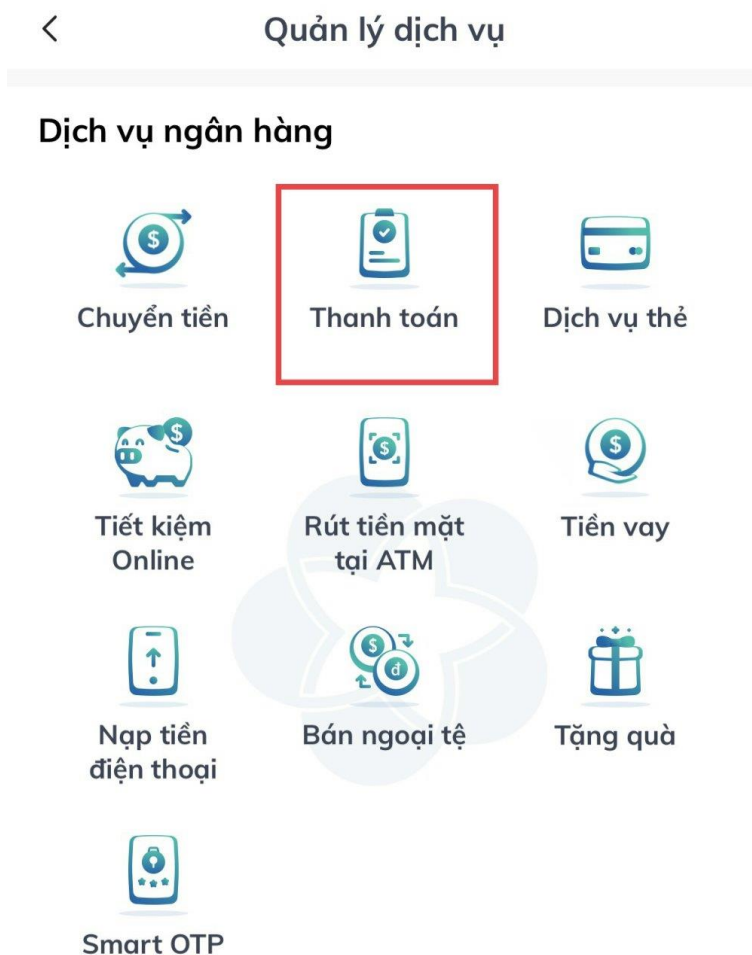 Quản lý dịch vụ
Dịch vụ ngân hàng
Chuyển tiền
Thanh toán
Dịch vụ thẻ
Tiết kiệm
Online
Rút tiền mặt
tại ATM
Tiền vay
Nạp tiền
điện thoại
Bán ngoại tệ
Tặng quà
Smart OTP